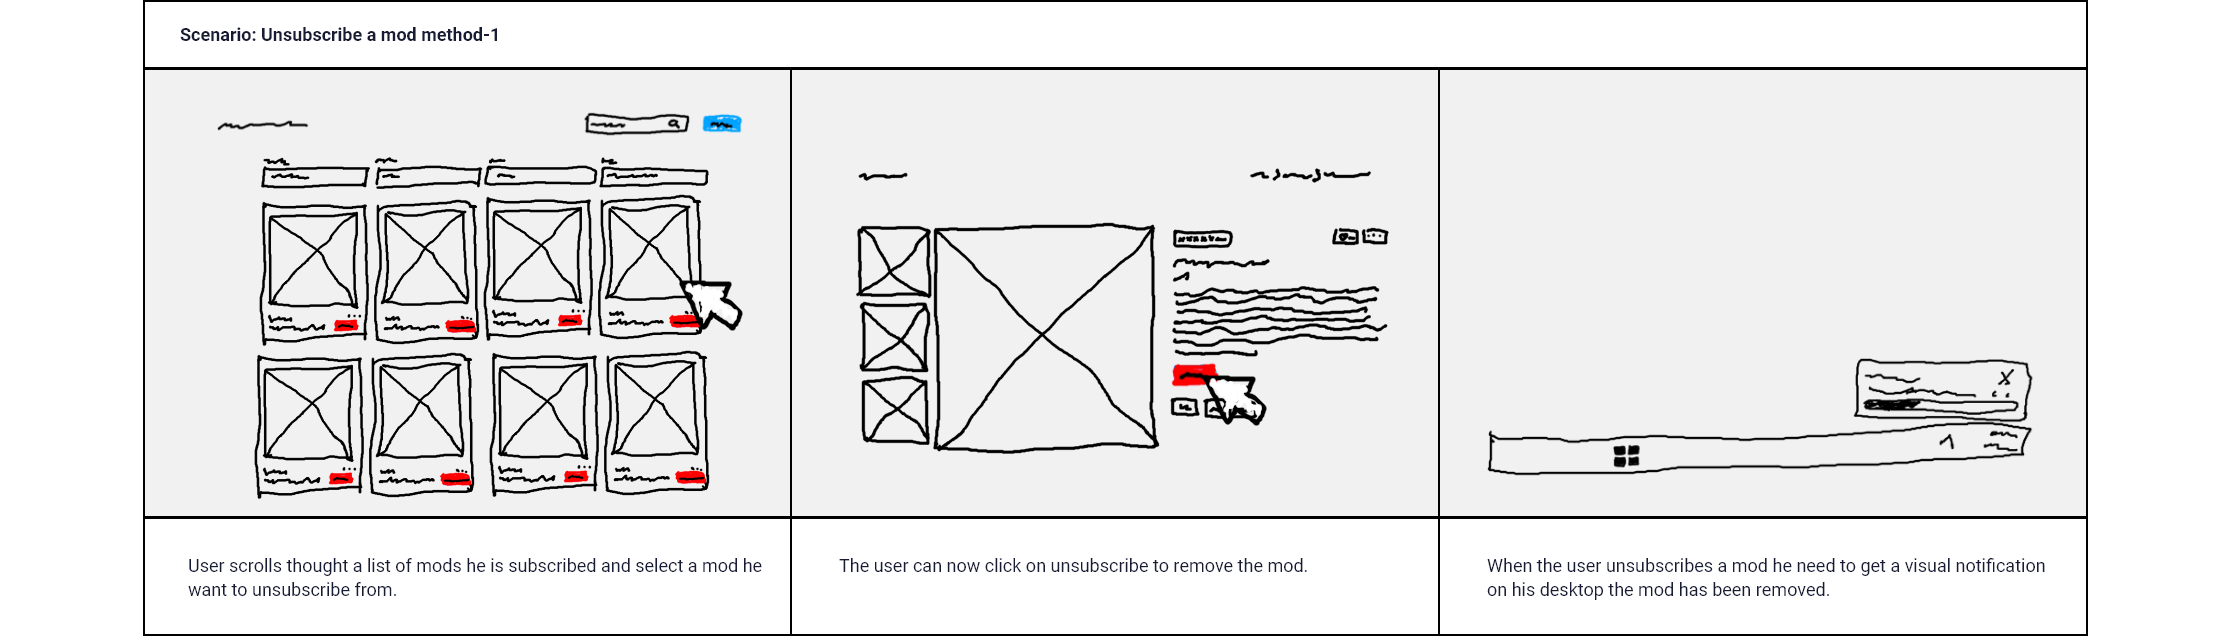 Scenario: Unsubscribe a mod method-1
User scrolls thought a list of mods he is subscribed and select a mod he
want to unsubscribe from.
The user can now click on unsubscribe to remove the mod.
When the user unsubscribes a mod he need to get a visual notification
on his desktop the mod has been removed.